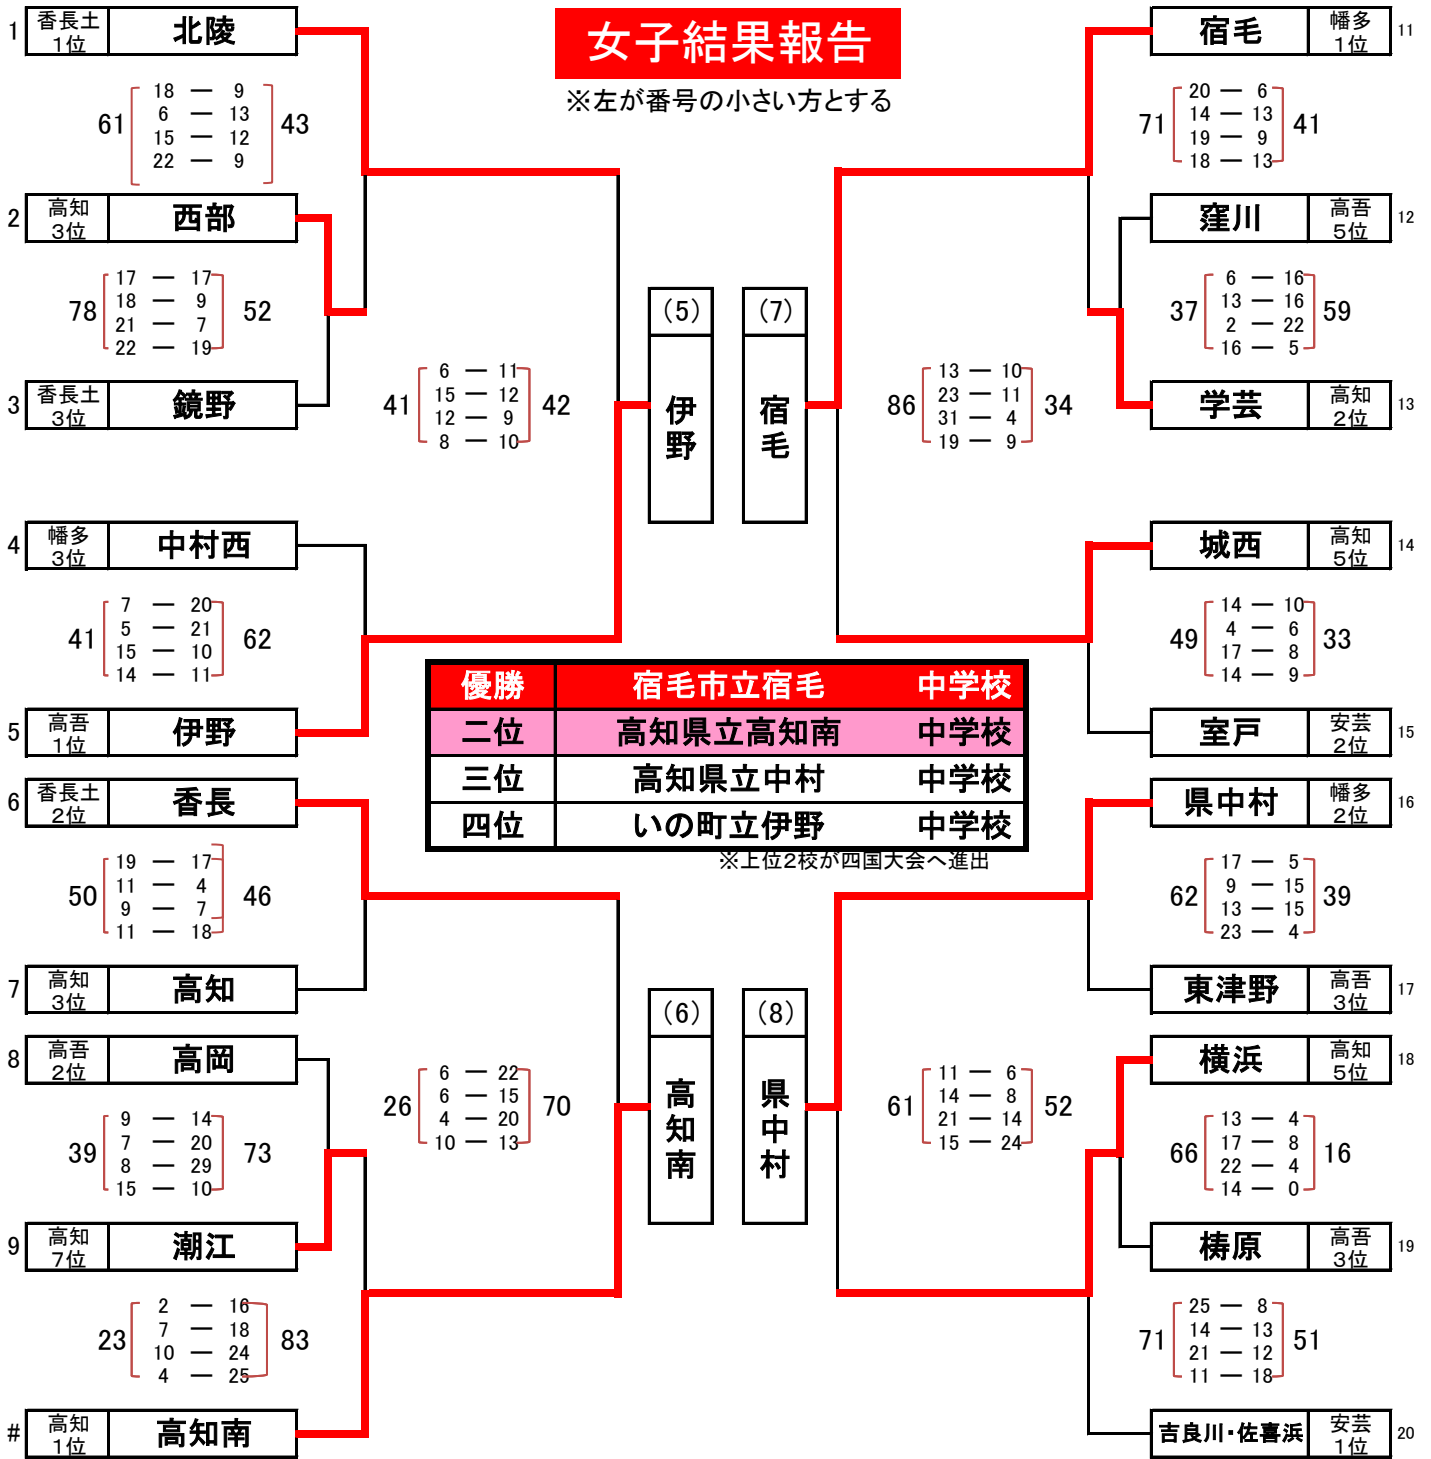 女子結果報告
※左が番号の小さい方とする
1 香長土 1位 北陵
61 43
18 ― 9
6 ― 13
15 ― 12
22 ― 9
2 高知 3位 西部
78 52
17 ― 17
18 ― 9
21 ― 7
22 ― 19
3 香長土 3位 鏡野
41 42
6 ― 11
15 ― 12
12 ― 9
8 ― 10
(5) 伊野
4 幡多 3位 中村西
41 62
7 ― 20
5 ― 21
15 ― 10
14 ― 11
5 高吾 1位 伊野
6 香長土 2位 香長
50 46
19 ― 17
11 ― 4
9 ― 7
11 ― 18
7 高知 3位 高知
26 70
6 ― 22
6 ― 15
4 ― 20
10 ― 13
(6) 高知南
8 高吾 2位 高岡
39 73
9 ― 14
7 ― 20
8 ― 29
15 ― 10
9 高知 7位 潮江
23 83
2 ― 16
7 ― 18
10 ― 24
4 ― 25
# 高知 1位 高知南
宿毛 幡多 1位 11
71 41
20 ― 6
14 ― 13
19 ― 9
18 ― 13
窪川 高吾 5位 12
37 59
6 ― 16
13 ― 16
2 ― 22
16 ― 5
学芸 高知 2位 13
(7) 宿毛
86 34
13 ― 10
23 ― 11
31 ― 4
19 ― 9
城西 高知 5位 14
49 33
14 ― 10
4 ― 6
17 ― 8
14 ― 9
室戸 安芸 2位 15
優勝 宿毛市立宿毛 中学校
二位 高知県立高知南 中学校
三位 高知県立中村 中学校
四位 いの町立伊野 中学校
※上位2校が四国大会へ進出
県中村 幡多 2位 16
62 39
17 ― 5
9 ― 15
13 ― 15
23 ― 4
東津野 高吾 3位 17
(8) 県中村
61 52
11 ― 6
14 ― 8
21 ― 14
15 ― 24
横浜 高知 5位 18
66 16
13 ― 4
17 ― 8
22 ― 4
14 ― 0
梼原 高吾 3位 19
71 51
25 ― 8
14 ― 13
21 ― 12
11 ― 18
吉良川・佐喜浜 安芸 1位 20